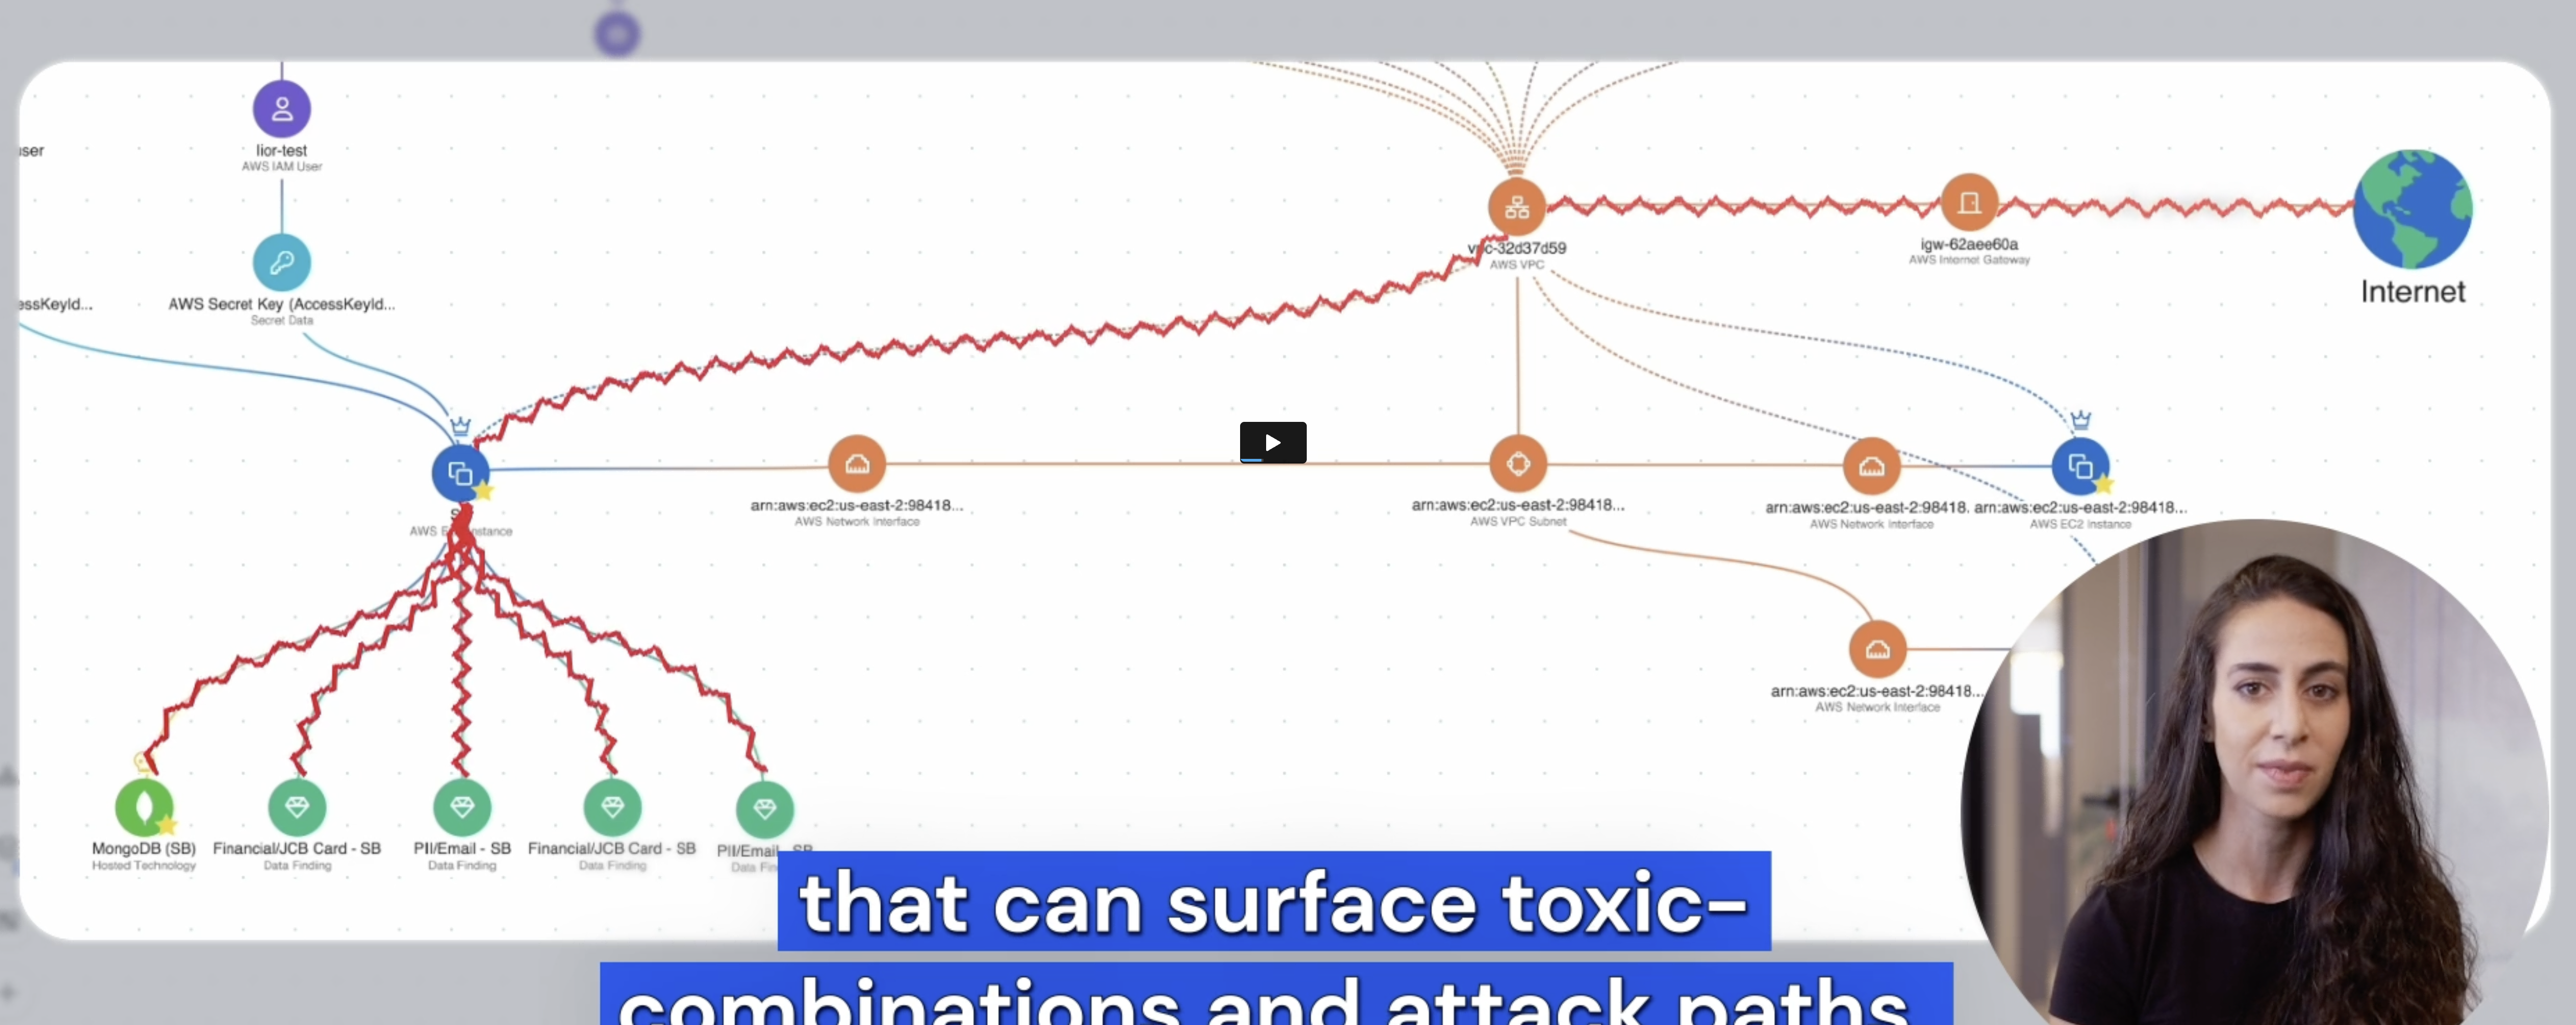 lior-test
AWS IAM User
AWS Secret Key (AccessKeyId...
Secret Data
essKeyId...
vpc-32d37d59
AWS VPC
igw-62aee60a
AWS Internet Gateway
Internet
AWS
arn:aws:ec2:us-east-2:98418...
AWS Network Interface
arn:aws:ec2:us-east-2:98418...
AWS VPC Subnet
arn:aws:ec2:us-east-2:98418.
AWS Network Interface
arn:aws:ec2:us-east-2:98418...
AWS EC2 Instance
arn:aws:ec2:us-east-2:98418...
AWS Network Interface
MongoDB (SB)
Hosted Technology
Financial/JCB Card - SB
Data Finding
PII/Email - SB
Data Finding
Financial/JCB Card - SB
Data Finding
PII/Email
Data
that can surface toxic-
combinations and attack paths